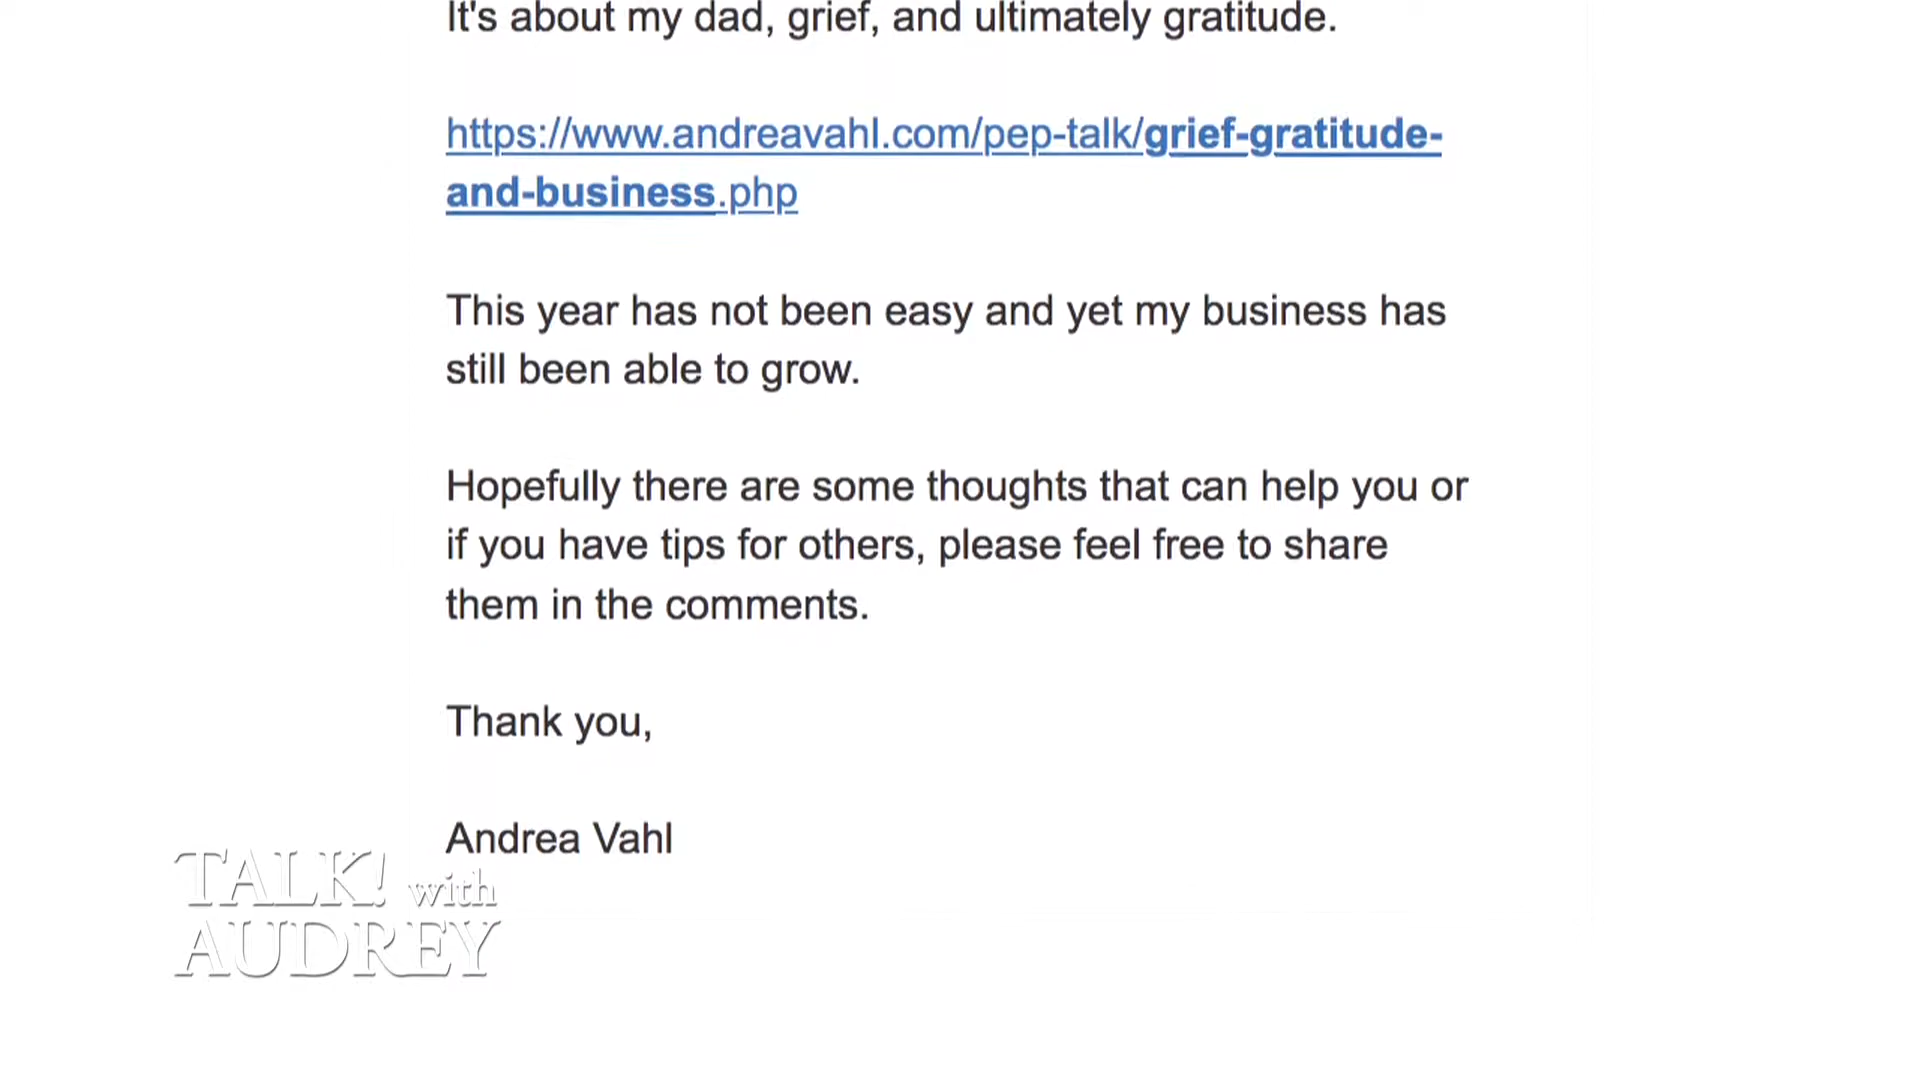 It's about my dad, grief, and ultimately gratitude.
https://www.andreavahl.com/pep-talk/grief-gratitude-
and-business.php
This year has not been easy and yet my business has
still been able to grow.
Hopefully there are some thoughts that can help you or
if you have tips for others, please feel free to share
them in the comments.
Thank you,
Andrea Vahl
TALK! with
AUDREY